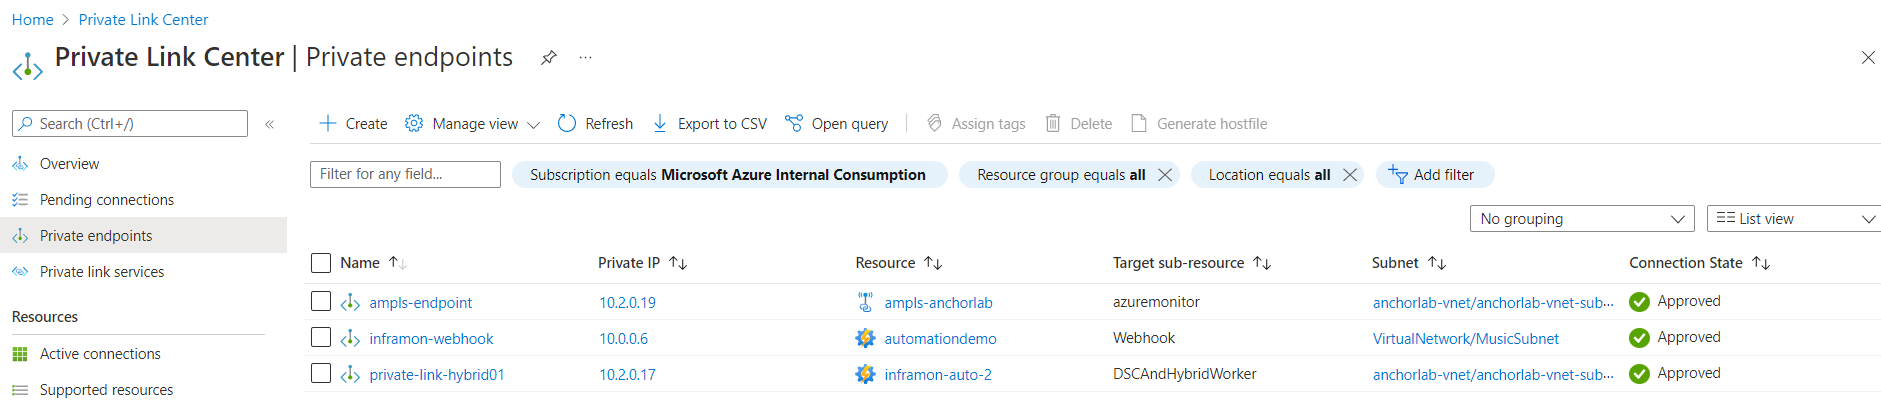 Home > Private Link Center
Private Link Center | Private endpoints ...
Search (Ctrl+/) «
Overview
Pending connections
Private endpoints
Private link services
Resources
Active connections
Supported resources
Create Manage view Refresh Export to CSV Open query Assign tags Delete Generate hostfile
Filter for any field... Subscription equals Microsoft Azure Internal Consumption Resource group equals all Location equals all Add filter
No grouping List view
Name Private IP Resource Target sub-resource Subnet Connection State
ampls-endpoint 10.2.0.19 ampls-anchorlab azuremonitor anchorlab-vnet/anchorlab-vnet-sub... Approved
inframon-webhook 10.0.0.6 automationdemo Webhook VirtualNetwork/MusicSubnet Approved
private-link-hybrid01 10.2.0.17 inframon-auto-2 DSCAndHybridWorker anchorlab-vnet/anchorlab-vnet-sub... Approved